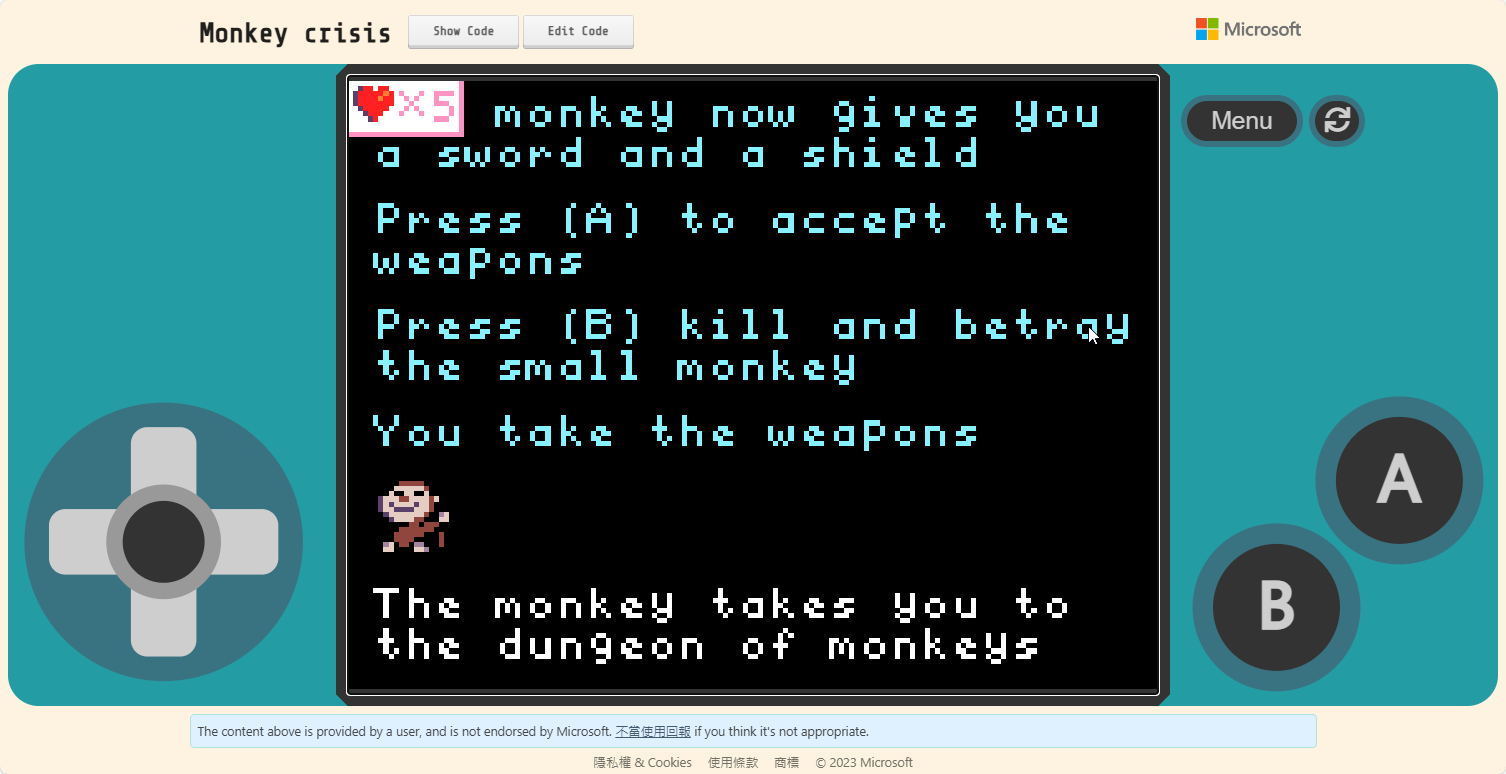 Monkey crisis
Show Code
Edit Code
Microsoft
X5
monkey now gives you
a sword and a shield
Press (A) to accept the
weapons
Press (B) kill and betray
the small monkey
You take the weapons
The monkey takes you to
the dungeon of monkeys
Menu
A
B
The content above is provided by a user, and is not endorsed by Microsoft. 不當使用回報 if you think it's not appropriate.
隱私權 & Cookies 使用條款 商標 © 2023 Microsoft